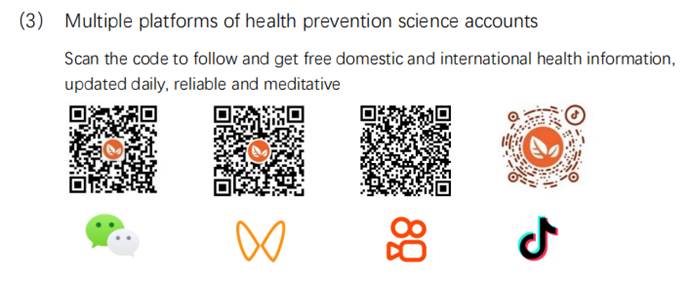 (3) Multiple platforms of health prevention science accounts
Scan the code to follow and get free domestic and international health information,
updated daily, reliable and meditative